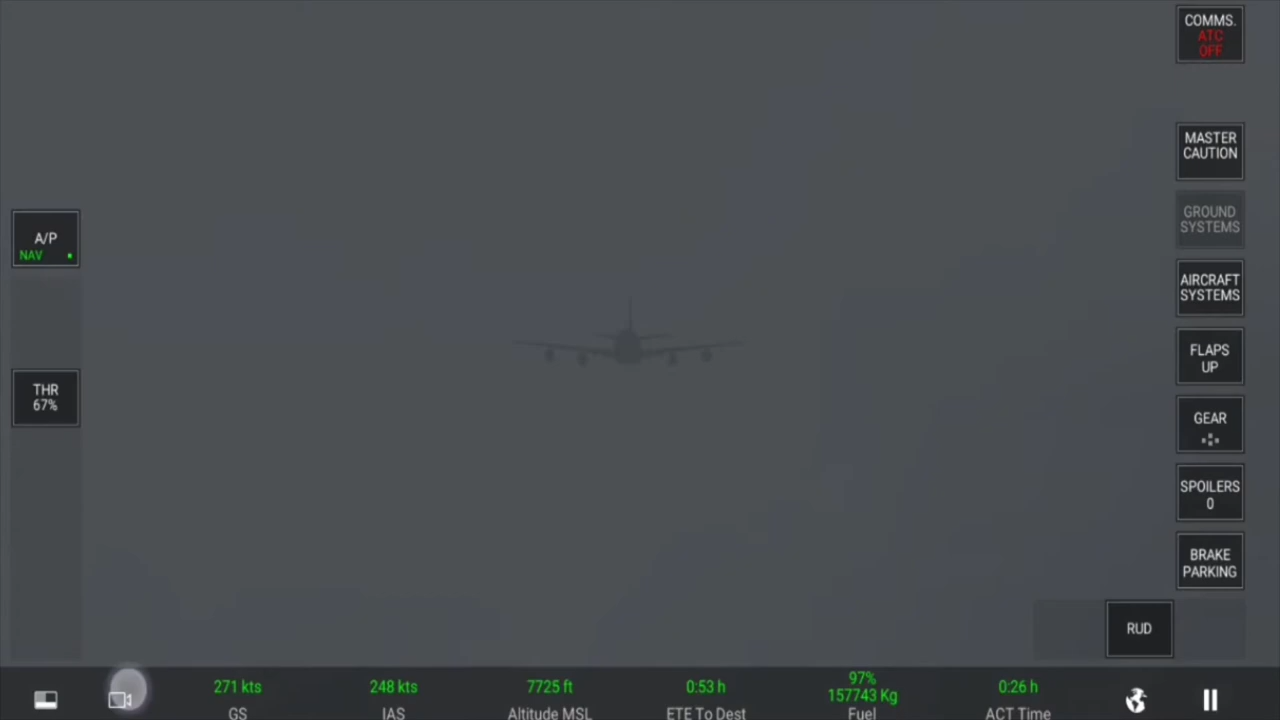 COMMS.
ATC
OFF
MASTER
CAUTION
GROUND
SYSTEMS
A/P
NAV
AIRCRAFT
SYSTEMS
FLAPS
UP
THR
67%
GEAR
SPOILERS
0
BRAKE
PARKING
RUD
271 kts
GS
248 kts
IAS
7725 ft
Altitude MSL
0:53 h
ETE To Dest
97%
157743 Kg
Fuel
0:26 h
ACT Time